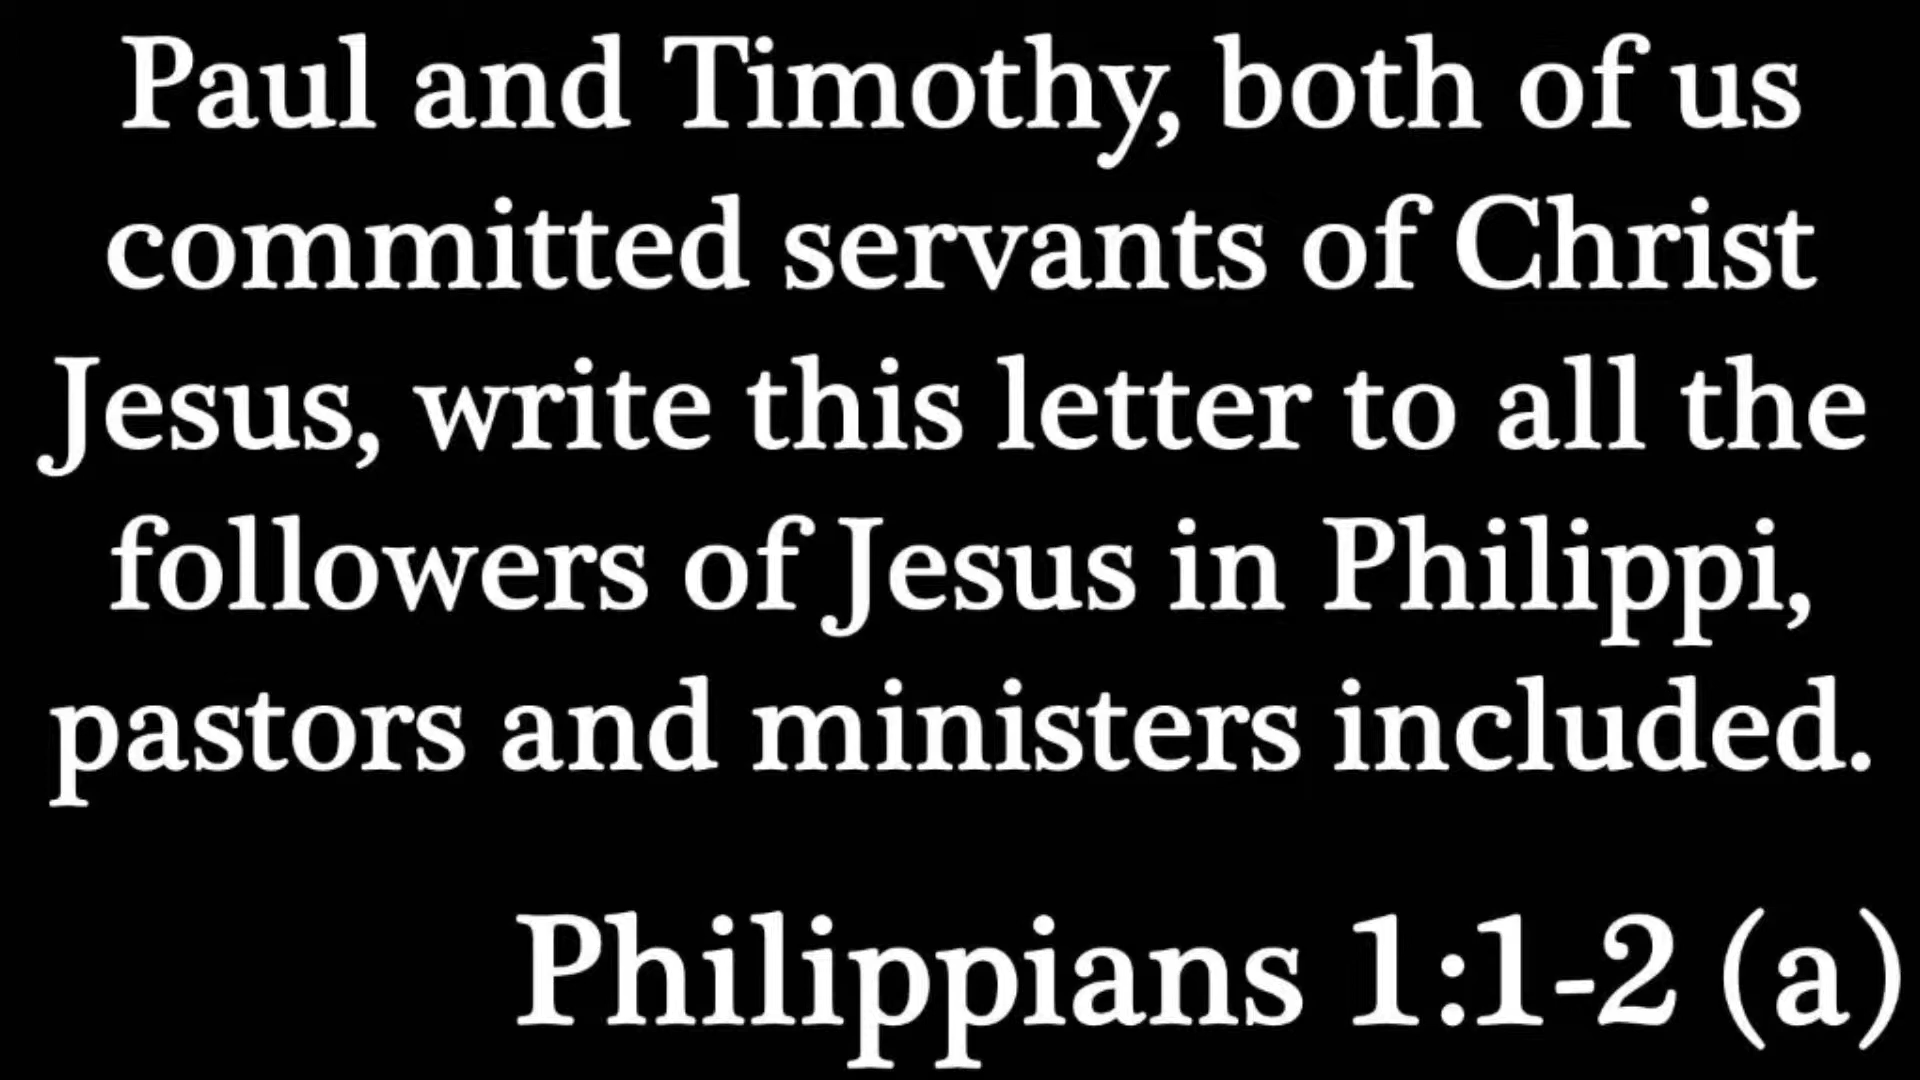 Paul and Timothy, both of us
committed servants of Christ
Jesus, write this letter to all the
followers of Jesus in Philippi,
pastors and ministers included.
Philippians 1:1-2 (a)